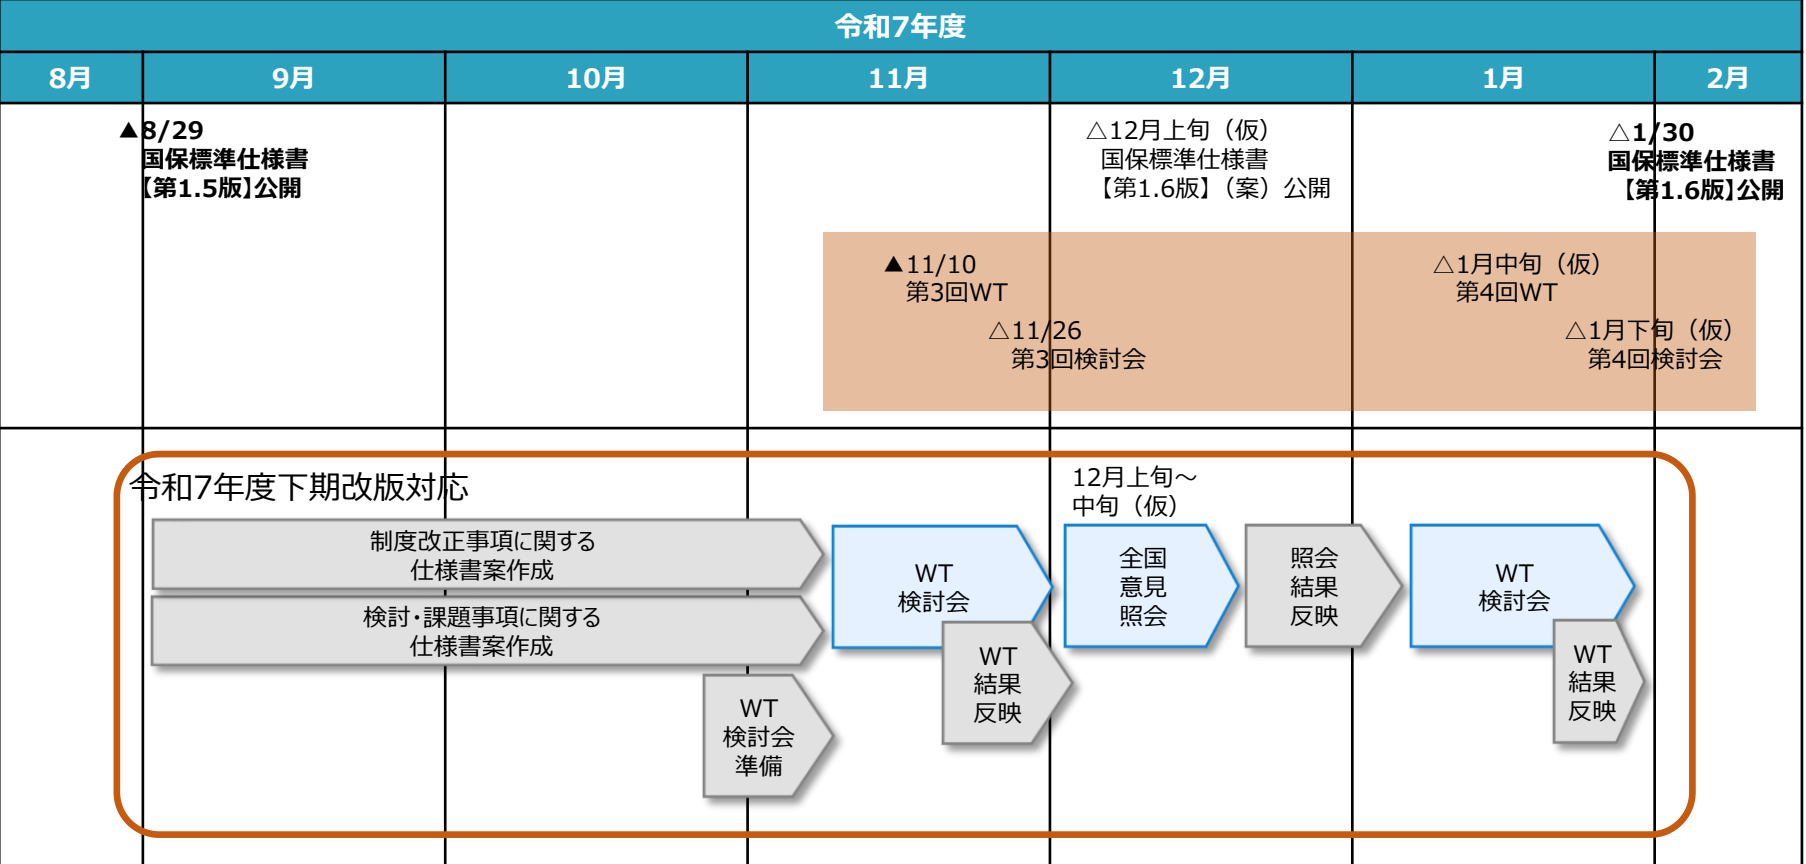 令和7年度
8月
9月
10月
11月
12月
1月
2月
▲8/29
国保標準仕様書
【第1.5版】公開
△12月上旬（仮）
国保標準仕様書
【第1.6版】（案）公開
△1/30
国保標準仕様書
【第1.6版】公開
▲11/10
第3回WT
△11/26
第3回検討会
△1月中旬（仮）
第4回WT
△1月下旬（仮）
第4回検討会
令和7年度下期改版対応
制度改正事項に関する
仕様書案作成
検討・課題事項に関する
仕様書案作成
WT
検討会
準備
WT
検討会
WT
結果
反映
12月上旬～
中旬（仮）
全国
意見
照会
照会
結果
反映
WT
検討会
WT
結果
反映